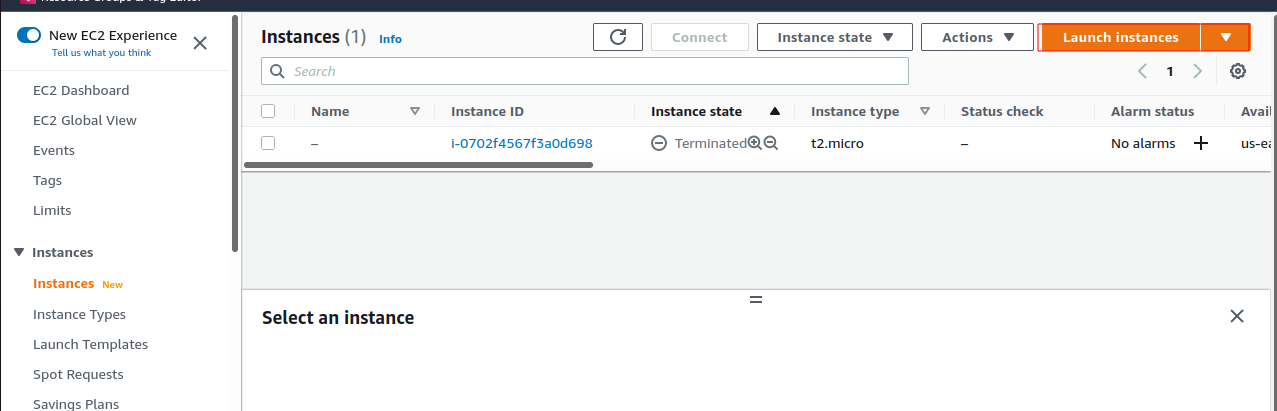 Resource Groups & Tag Editor
New EC2 Experience
Tell us what you think
EC2 Dashboard
EC2 Global View
Events
Tags
Limits
Instances
Instances New
Instance Types
Launch Templates
Spot Requests
Savings Plans
Instances (1) Info
Connect
Instance state
Actions
Launch instances
Search
1
Name Instance ID Instance state Instance type Status check Alarm status Avail
– i-0702f4567f3a0d698 Terminated t2.micro – No alarms + us-ea
Select an instance